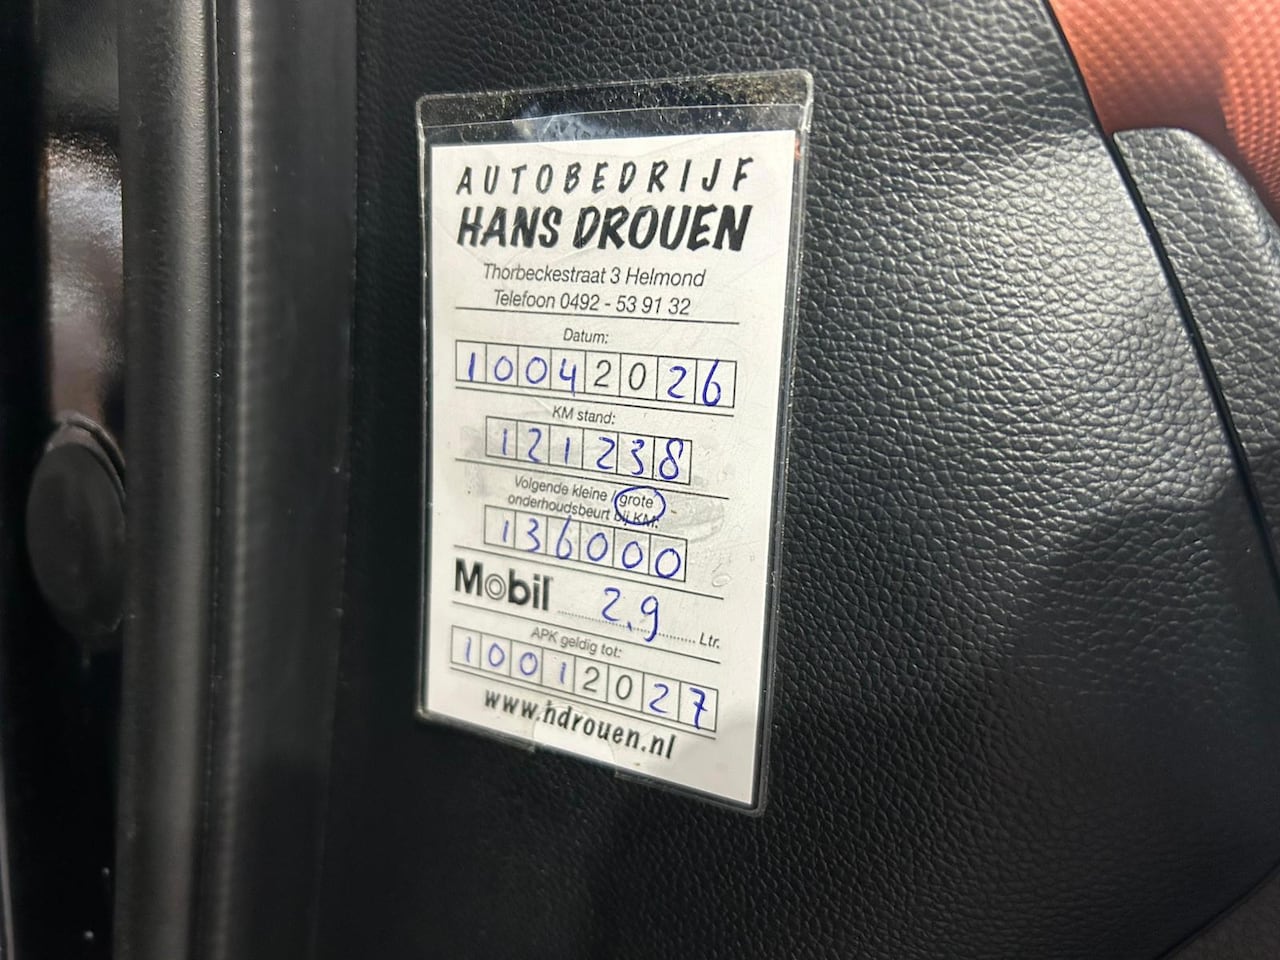 AUTOBEDRIJF
HANS DROUEN
Thorbeckestraat 3 Helmond
Telefoon 0492 - 53 91 32
Datum:
10042026
KM stand:
121238
Volgende kleine / grote
onderhoudsbeurt bij KM:
136000
Mobil 2,9 Ltr.
APK geldig tot:
10012027
www.hdrouen.nl